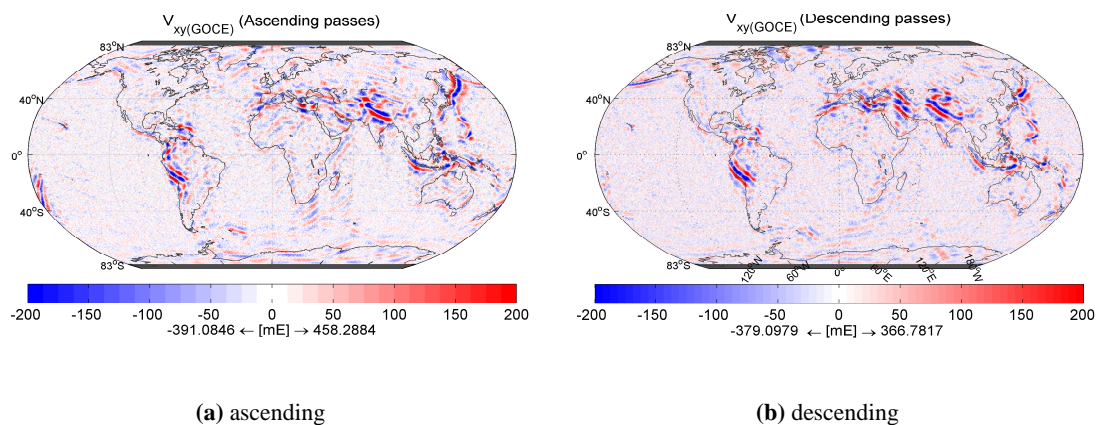 V_xy(GOCE) (Ascending passes)
83°N
40°N
0°
40°S
83°S
-200 -150 -100 -50 0 50 100 150 200
-391.0846 ← [mE] → 458.2884
(a) ascending
V_xy(GOCE) (Descending passes)
83°N
40°N
0°
40°S
83°S
120°W 60°W 0° 60°E 120°E 180°W
-200 -150 -100 -50 0 50 100 150 200
-379.0979 ← [mE] → 366.7817
(b) descending